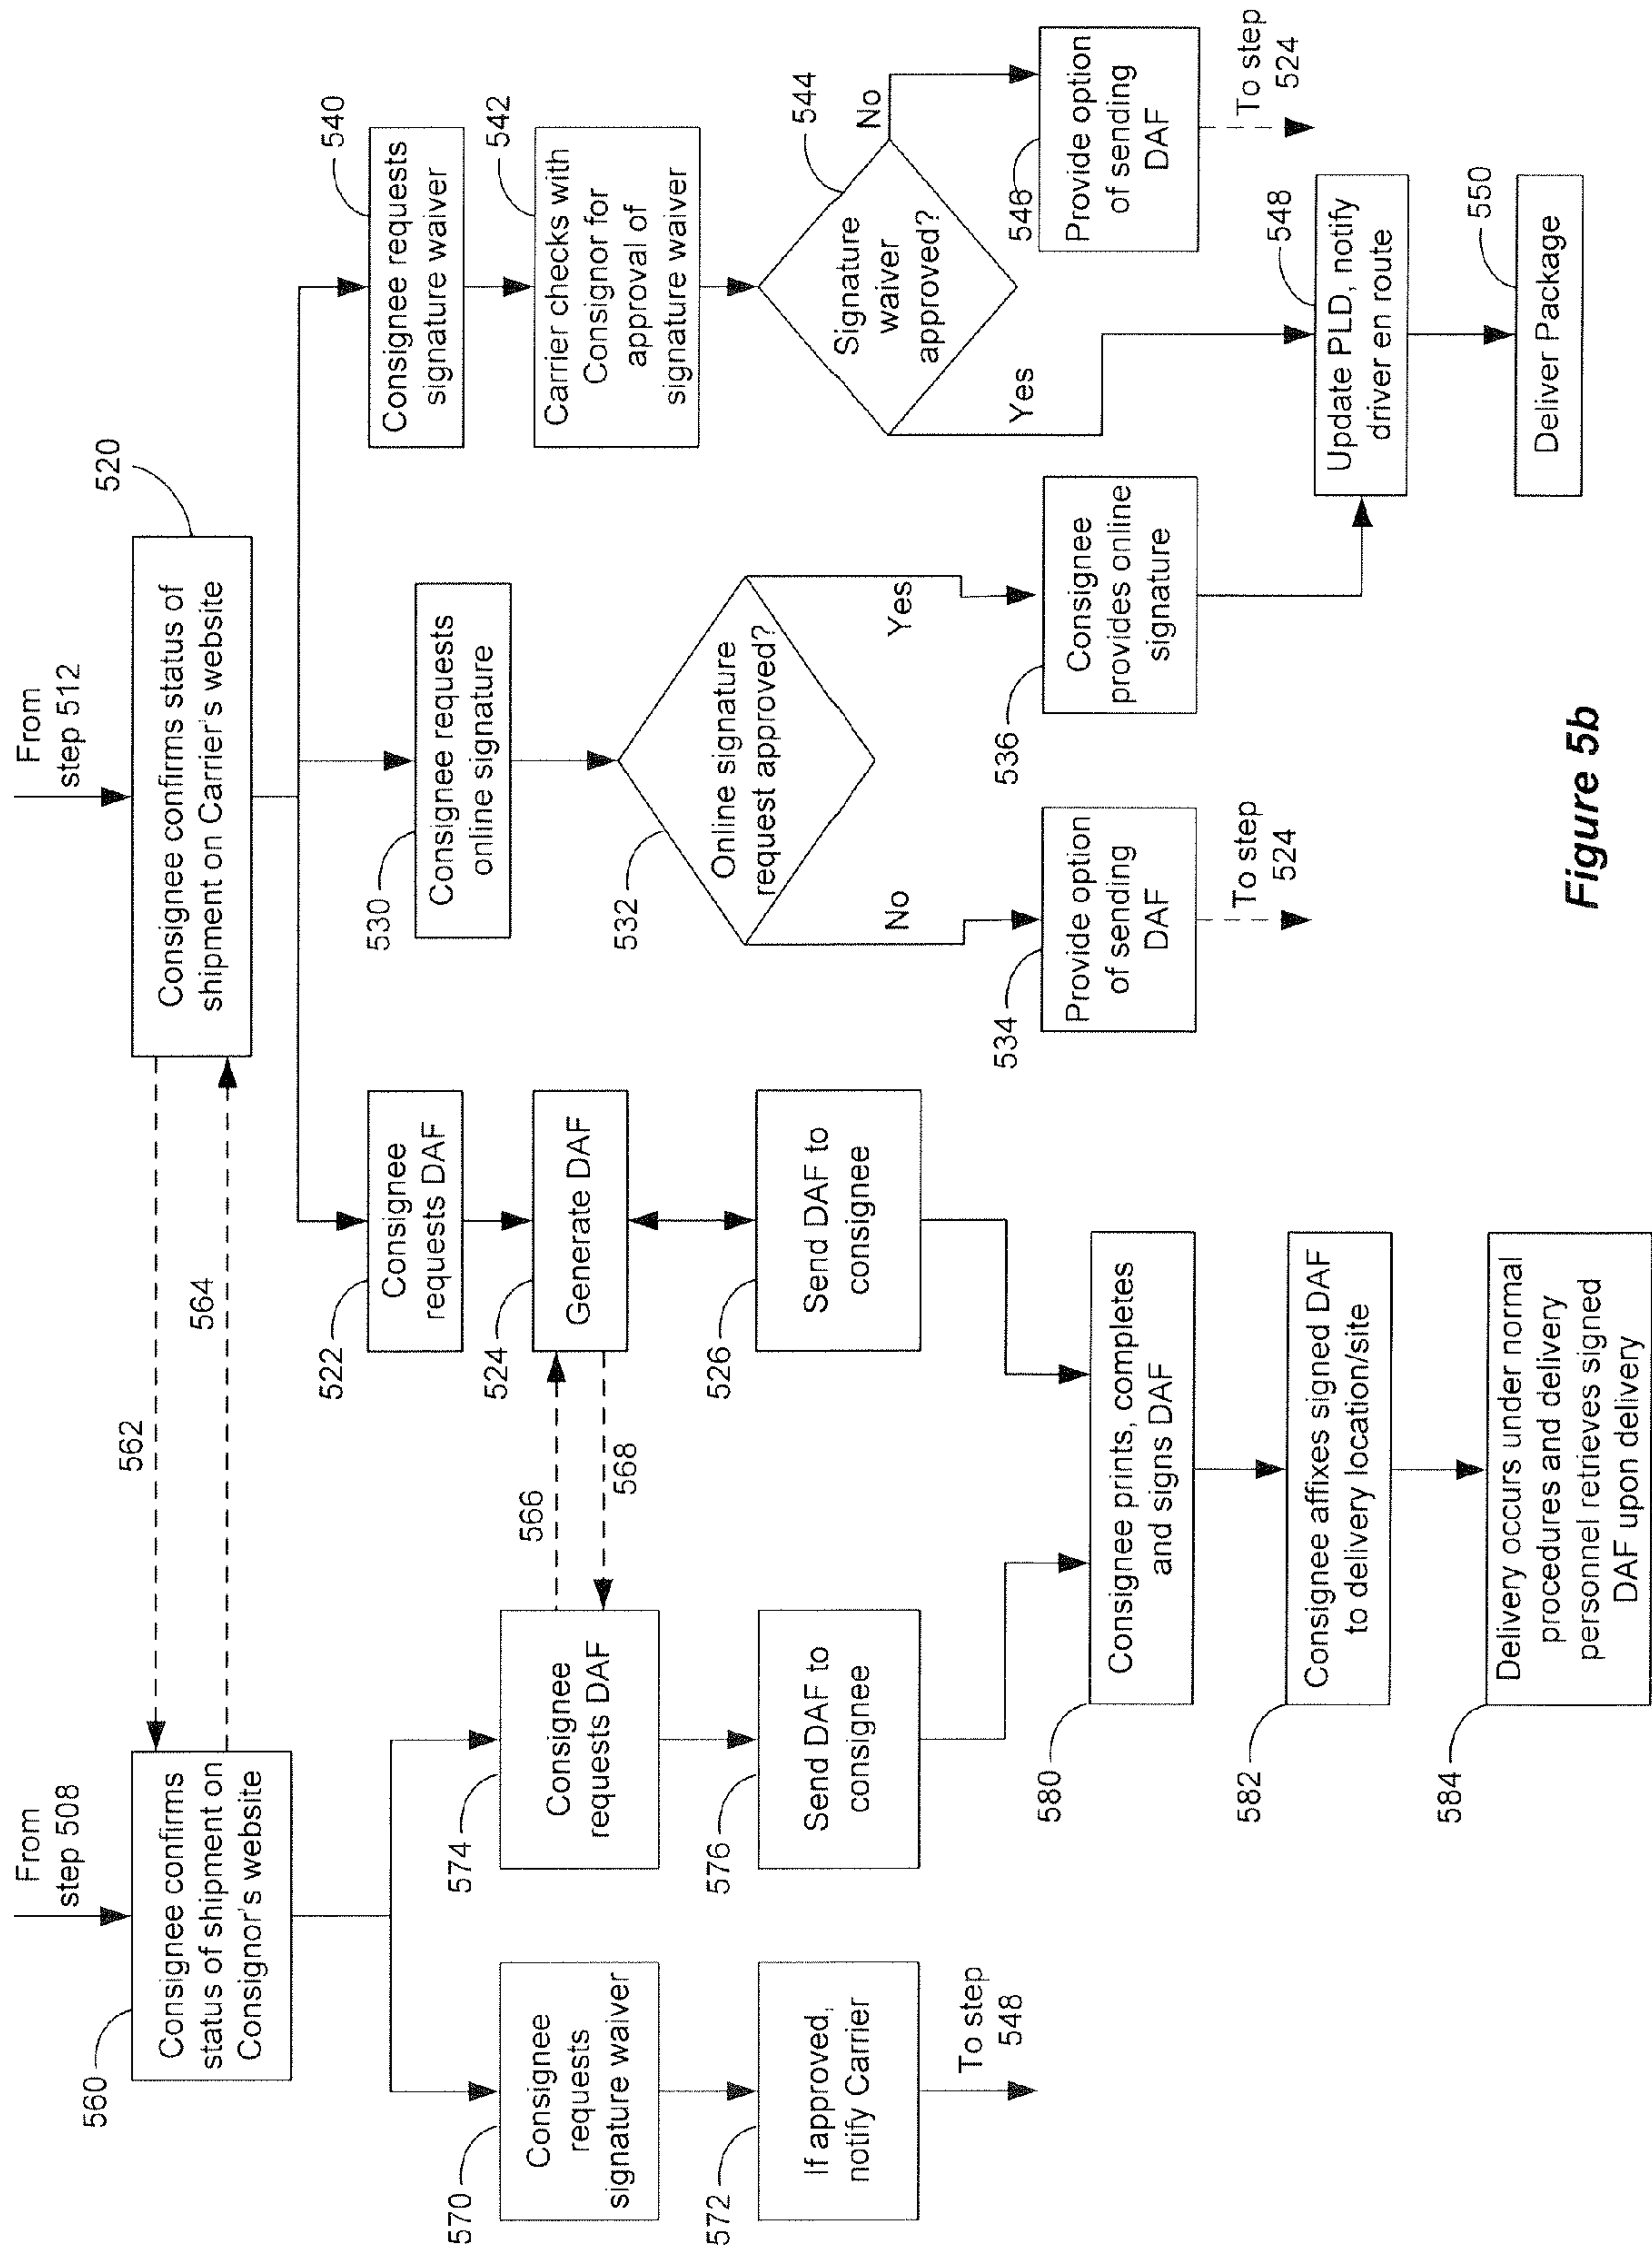 From
step 508
560
Consignee confirms
status of shipment on
Consignor's website
562
564
From
step 512
520
Consignee confirms status of
shipment on Carrier's website
570
Consignee
requests
signature waiver
572
If approved,
notify Carrier
To step
548
574
Consignee
requests DAF
576
Send DAF to
consignee
566
568
522
Consignee
requests DAF
524
Generate DAF
526
Send DAF to
consignee
580
Consignee prints, completes
and signs DAF
582
Consignee affixes signed DAF
to delivery location/site
584
Delivery occurs under normal
procedures and delivery
personnel retrieves signed
DAF upon delivery
530
Consignee requests
online signature
532
Online signature
request approved?
No
Yes
534
Provide option
of sending
DAF
To step
524
536
Consignee
provides online
signature
540
Consignee requests
signature waiver
542
Carrier checks with
Consignor for
approval of
signature waiver
544
Signature
waiver
approved?
Yes
No
546
Provide option
of sending
DAF
To step
524
548
Update PLD, notify
driver en route
550
Deliver Package
Figure 5b